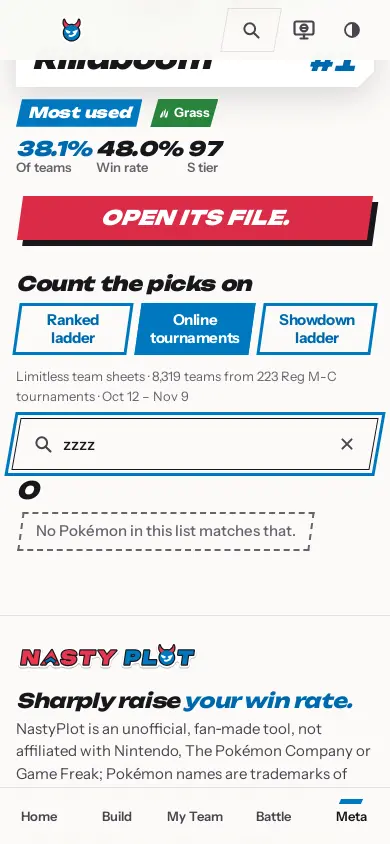 Rillaboom
#1
Most used
Grass
38.1% 48.0% 97
Of teams Win rate S tier
OPEN ITS FILE.
Count the picks on
Ranked ladder
Online tournaments
Showdown ladder
Limitless team sheets · 8,319 teams from 223 Reg M-C
tournaments · Oct 12 – Nov 9
zzzz
0
No Pokémon in this list matches that.
NASTY PLOT
Sharply raise your win rate.
NastyPlot is an unofficial, fan-made tool, not
affiliated with Nintendo, The Pokémon Company or
Game Freak; Pokémon names are trademarks of
Home Build My Team Battle Meta